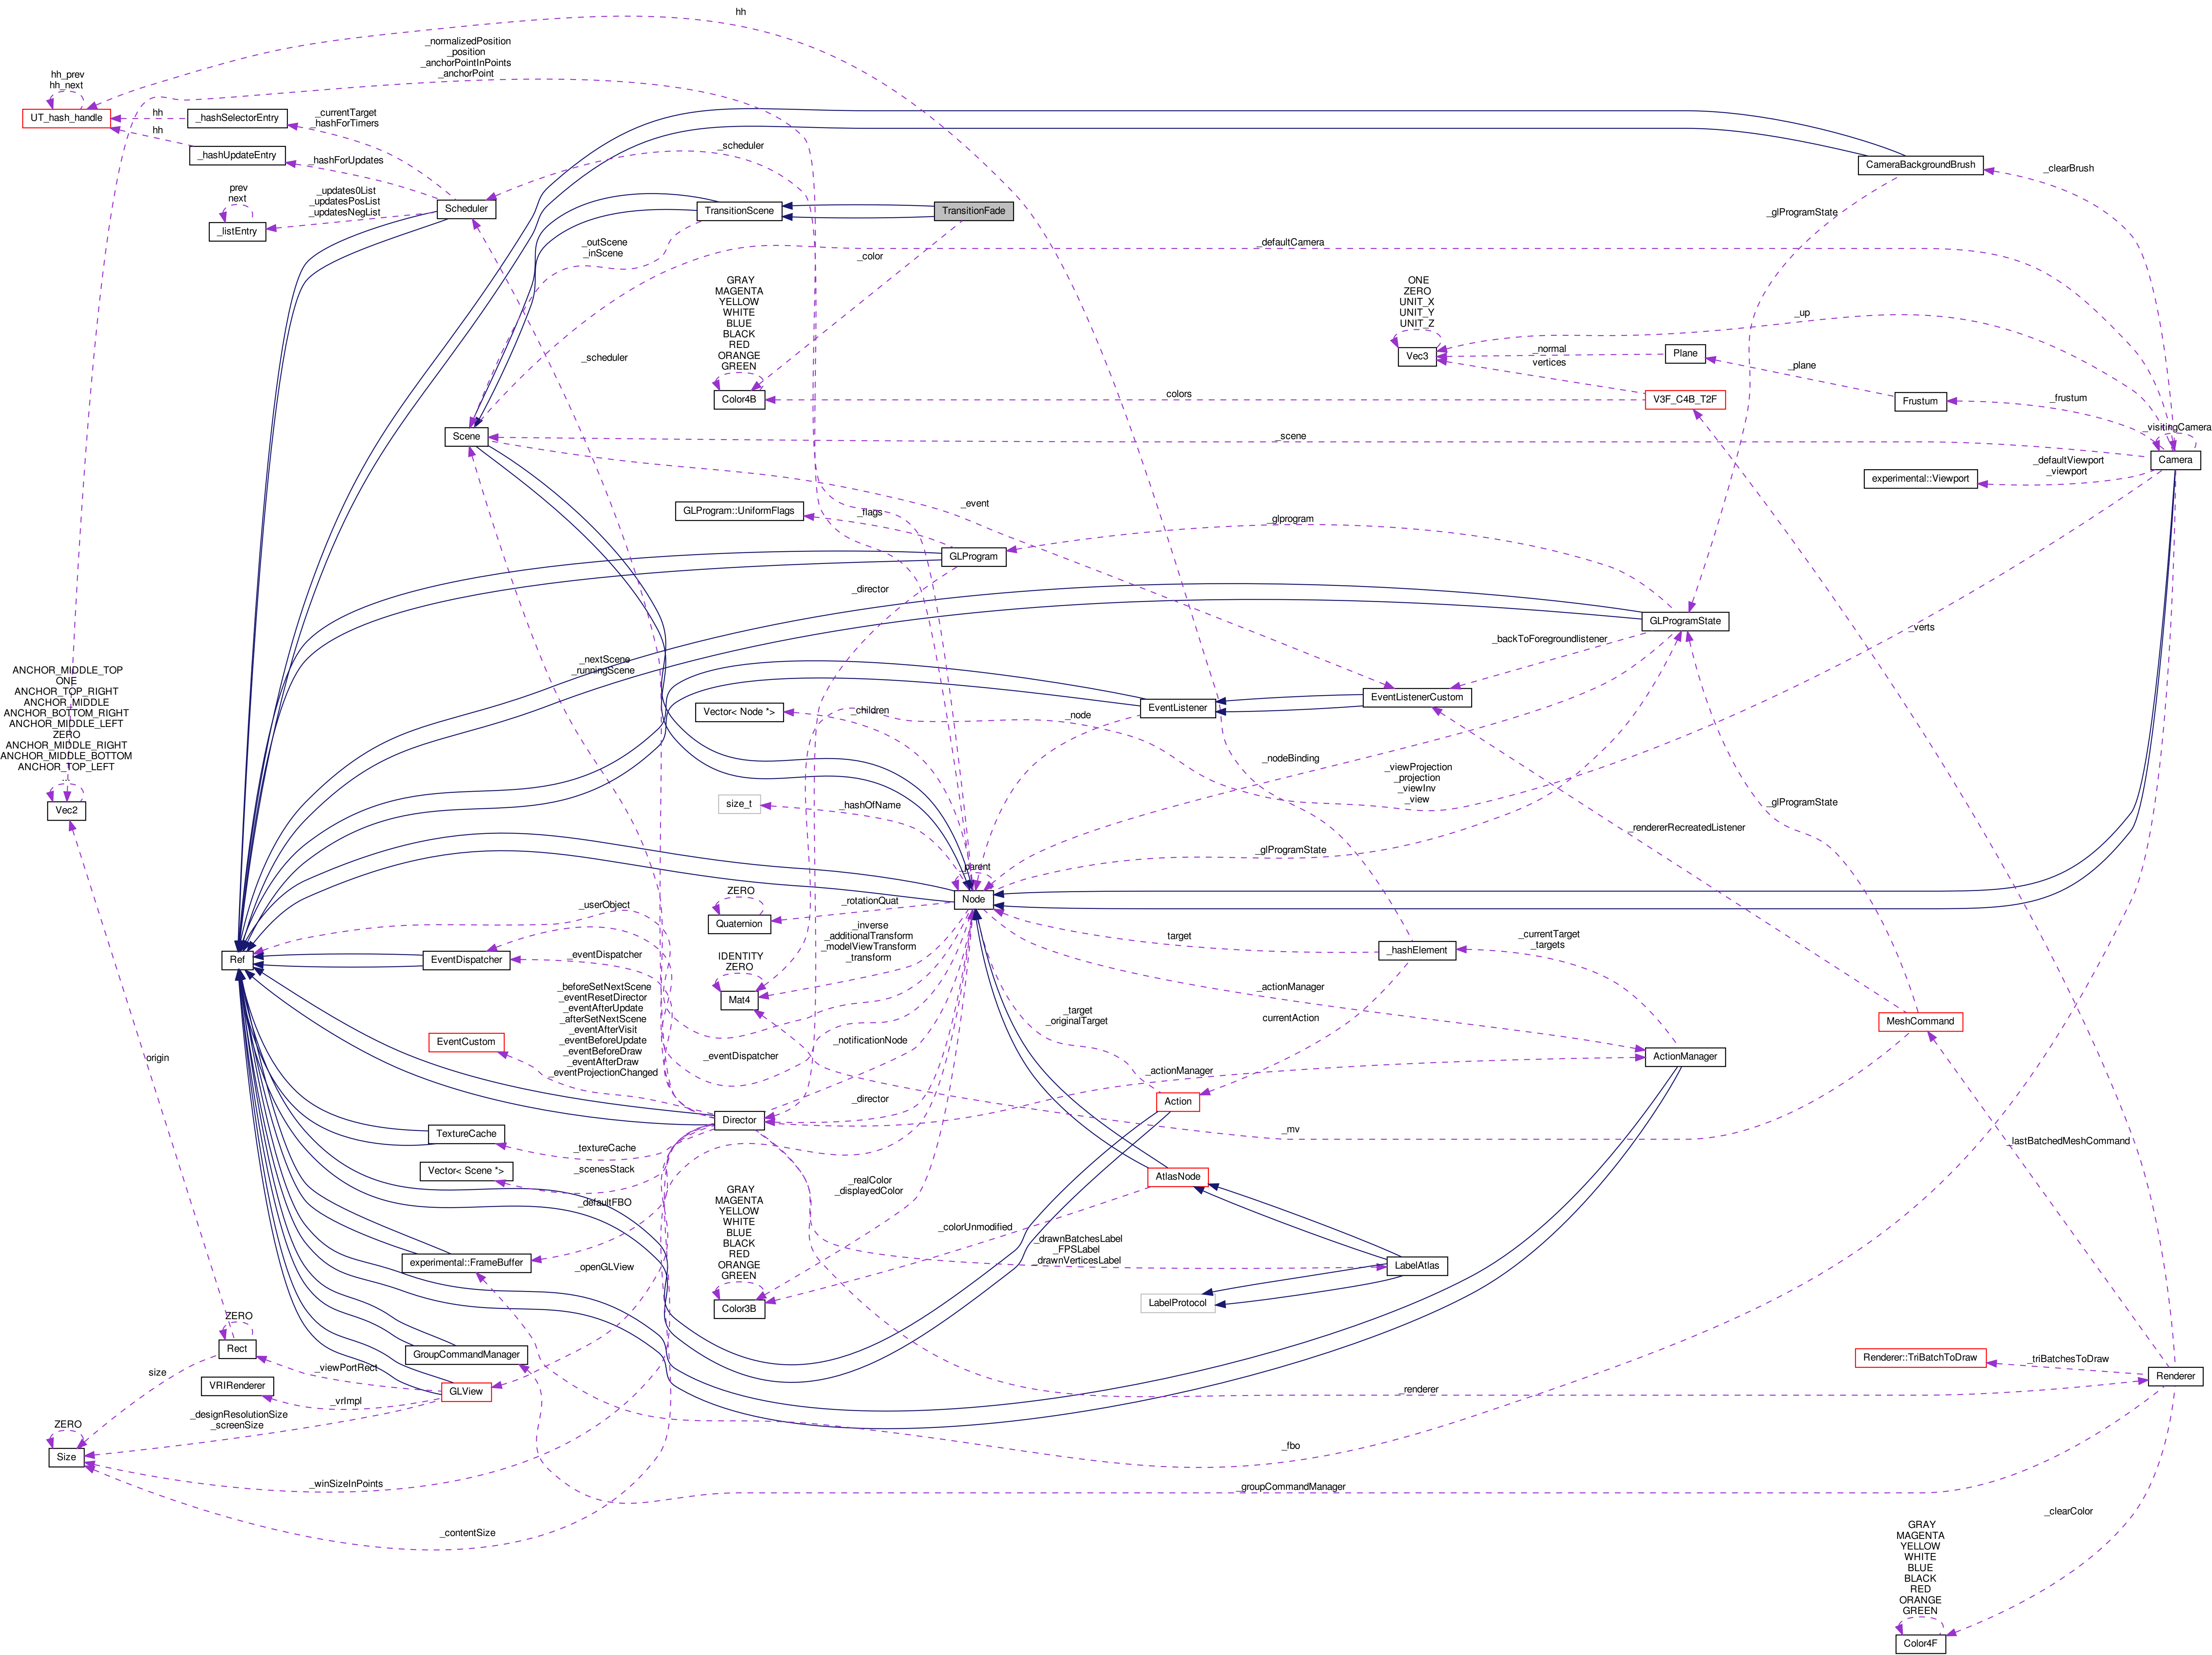 hh
_normalizedPosition
_position
_anchorPointInPoints
_anchorPoint
hh_prev
hh_next
UT_hash_handle
hh
_hashSelectorEntry
_currentTarget
_hashForTimers
hh
_hashUpdateEntry
_hashForUpdates
_scheduler
CameraBackgroundBrush
_clearBrush
prev
next
_listEntry
_updates0List
_updatesPosList
_updatesNegList
Scheduler
TransitionScene
TransitionFade
_glProgramState
_outScene
_inScene
_color
_defaultCamera
GRAY
MAGENTA
YELLOW
WHITE
BLUE
BLACK
RED
ORANGE
GREEN
Color4B
ONE
ZERO
UNIT_X
UNIT_Y
UNIT_Z
Vec3
_up
_normal
Plane
vertices
_plane
_scheduler
colors
V3F_C4B_T2F
Frustum
_frustum
Scene
_scene
_visitingCamera
Camera
_defaultViewport
_viewport
experimental::Viewport
GLProgram::UniformFlags
_flags
_event
_glprogram
GLProgram
_director
GLProgramState
_verts
_backToForegroundlistener
_nextScene
_runningScene
ANCHOR_MIDDLE_TOP
ONE
ANCHOR_TOP_RIGHT
ANCHOR_MIDDLE
ANCHOR_BOTTOM_RIGHT
ANCHOR_MIDDLE_LEFT
ZERO
ANCHOR_MIDDLE_RIGHT
ANCHOR_MIDDLE_BOTTOM
ANCHOR_TOP_LEFT
...
Vec2
Vector< Node *>
_children
_node
EventListener
EventListenerCustom
_nodeBinding
_viewProjection
_projection
_viewInv
_view
size_t
_hashOfName
_glProgramState
_rendererRecreatedListener
_glProgramState
_parent
Node
ZERO
Quaternion
_rotationQuat
_userObject
_inverse
_additionalTransform
_modelViewTransform
_transform
target
_hashElement
_currentTarget
_targets
Ref
EventDispatcher
_eventDispatcher
IDENTITY
ZERO
Mat4
_actionManager
_beforeSetNextScene
_eventResetDirector
_eventAfterUpdate
_afterSetNextScene
_eventAfterVisit
_eventBeforeUpdate
_eventBeforeDraw
_eventAfterDraw
_eventProjectionChanged
EventCustom
_target
_originalTarget
currentAction
MeshCommand
_notificationNode
_eventDispatcher
ActionManager
origin
_actionManager
_director
Action
Director
TextureCache
_textureCache
_mv
_lastBatchedMeshCommand
Vector< Scene *>
_scenesStack
AtlasNode
_realColor
_displayedColor
_defaultFBO
GRAY
MAGENTA
YELLOW
WHITE
BLUE
BLACK
RED
ORANGE
GREEN
Color3B
_colorUnmodified
_drawnBatchesLabel
_FPSLabel
_drawnVerticesLabel
experimental::FrameBuffer
_openGLView
LabelAtlas
LabelProtocol
ZERO
Rect
GroupCommandManager
size
_viewPortRect
VRIRenderer
_vrImpl
GLView
_renderer
Renderer::TriBatchToDraw
_triBatchesToDraw
Renderer
_designResolutionSize
_screenSize
ZERO
Size
_fbo
_winSizeInPoints
_groupCommandManager
_contentSize
_clearColor
GRAY
MAGENTA
YELLOW
WHITE
BLUE
BLACK
RED
ORANGE
GREEN
Color4F